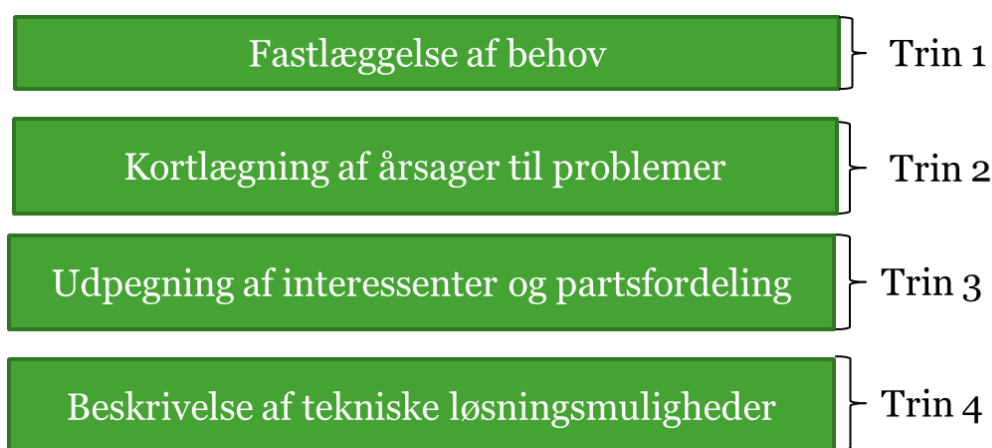 Fastlæggelse af behov Trin 1
Kortlægning af årsager til problemer Trin 2
Udpegning af interessenter og partsfordeling Trin 3
Beskrivelse af tekniske løsningsmuligheder Trin 4